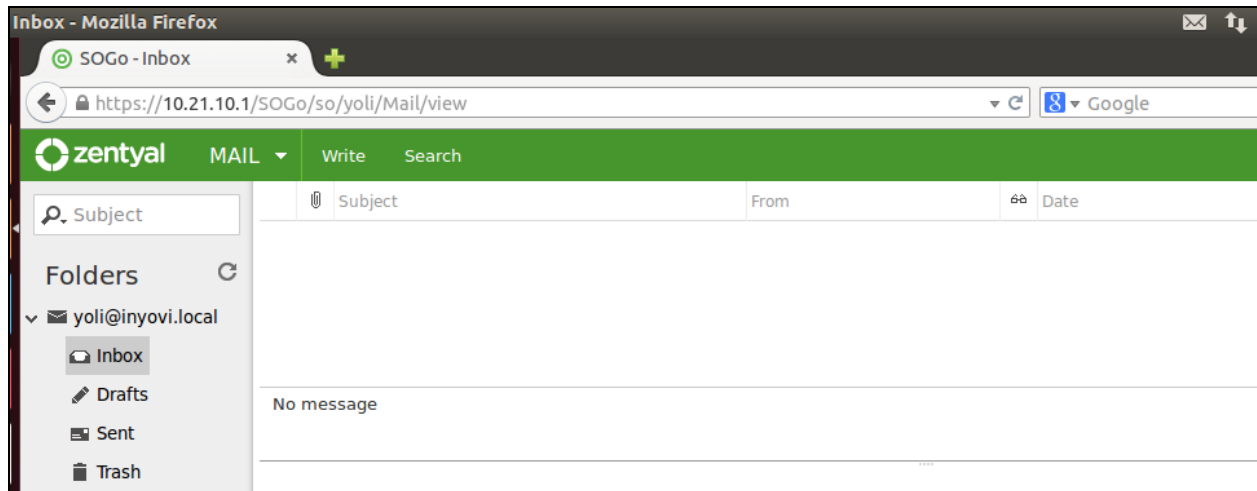 Inbox - Mozilla Firefox
SOGo - Inbox
https://10.21.10.1/SOGo/so/yoli/Mail/view
Google
zentyal MAIL Write Search
Subject
Subject From Date
Folders
yoli@inyovi.local
Inbox
Drafts
Sent
Trash
No message